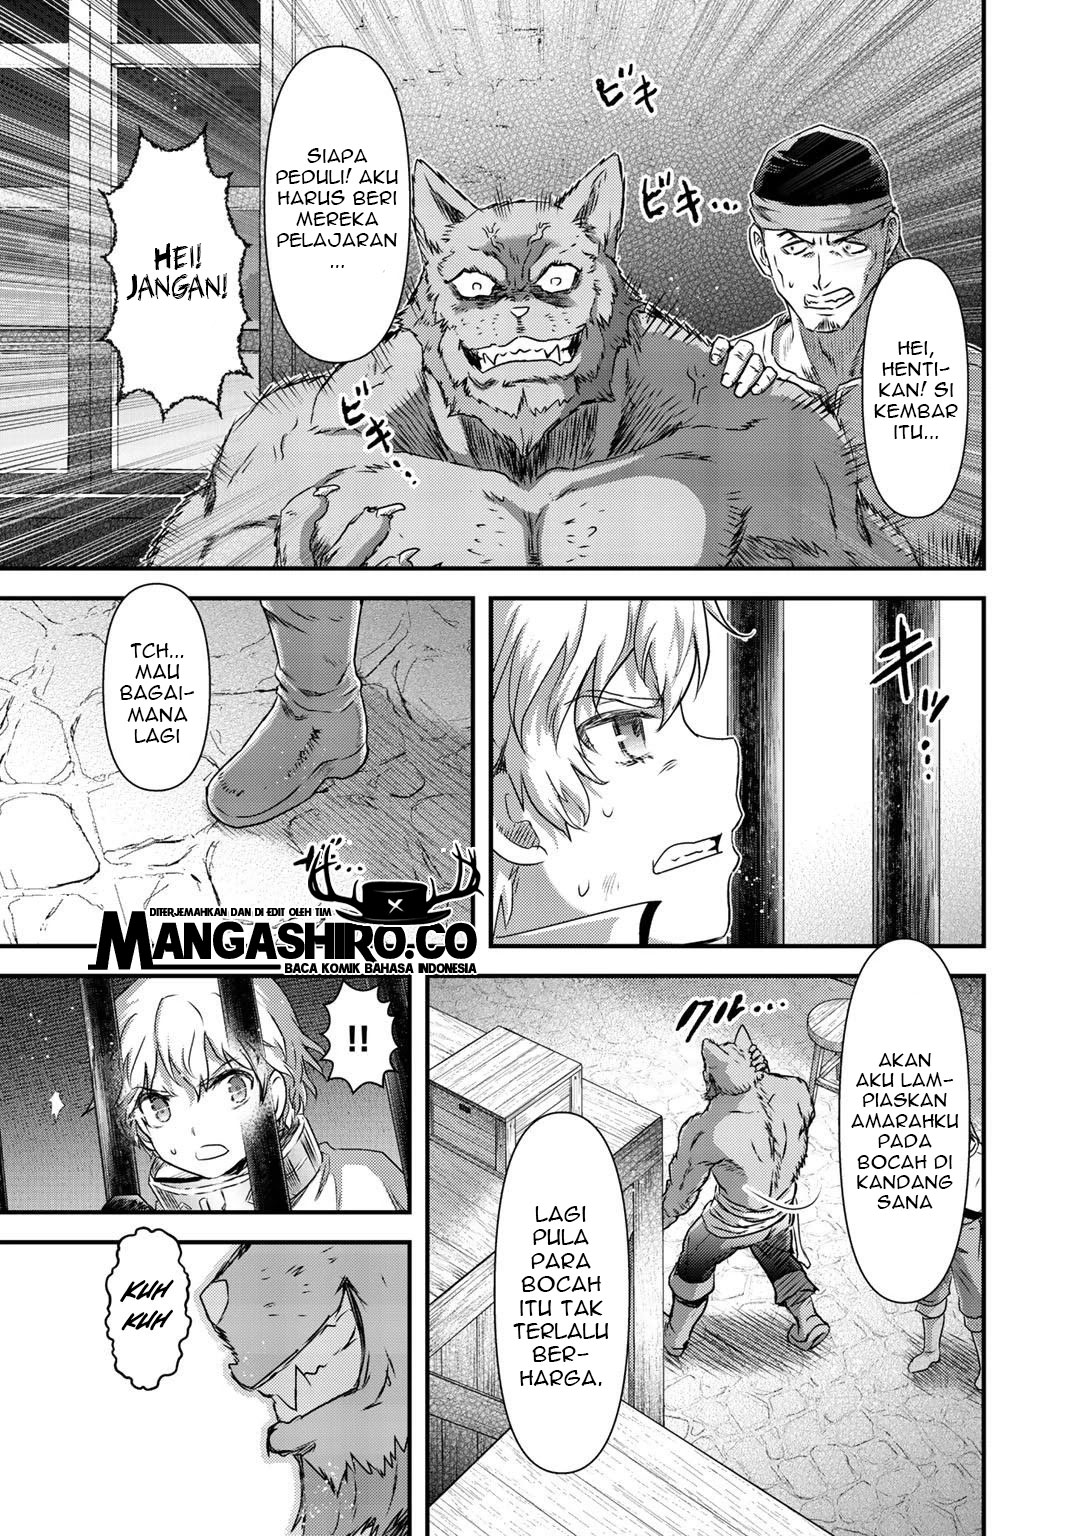 ビキ
ビキ...
HEI,
HENTI-
KAN! SI
KEMBAR
ITU...
SIAPA
PEDULI! AKU
HARUS BERI
MEREKA
PELAJARAN
...
ビキ...
HEI!
JANGAN!
キッ...
TCH...
MAU
BAGAI-
MANA
LAGI
ザ...
DITERJEMAHKAN DAN DI EDIT OLEH TIM
MANGASHIRO.CO
BACA KOMIK BAHASA INDONESIA
AKAN
AKU LAM-
PIASKAN
AMARAHKU
PADA
BOCAH DI
KANDANG
SANA
クル...
LAGI
PULA
PARA
BOCAH
ITU TAK
TERLALU
BER-
HARGA.
!!
KUH
KUH